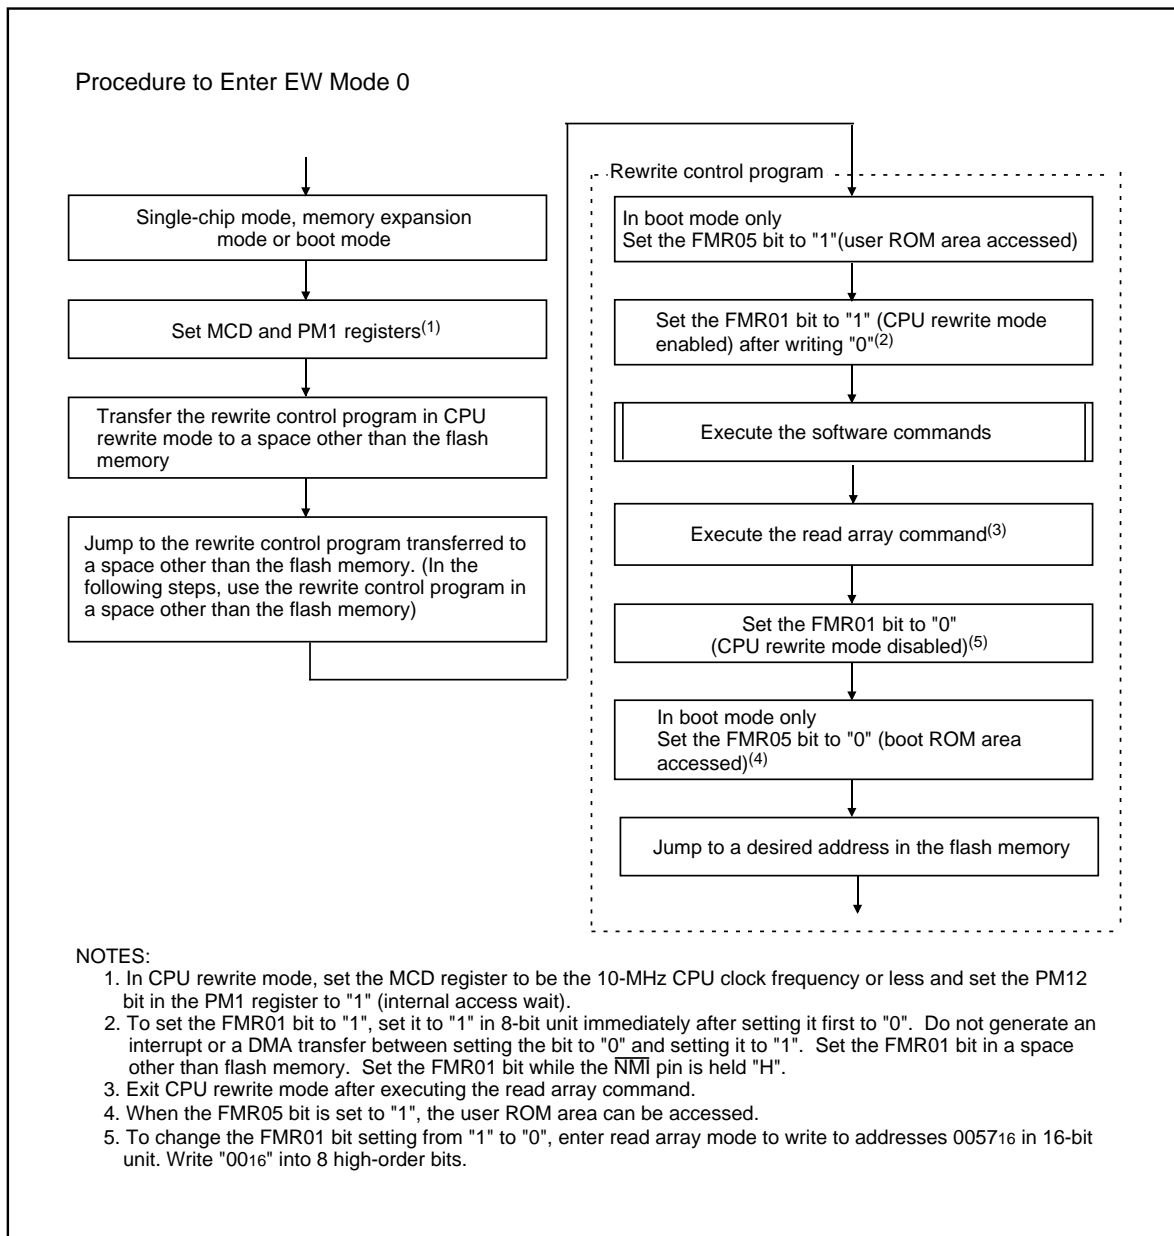 Procedure to Enter EW Mode 0
Single-chip mode, memory expansion
mode or boot mode
Set MCD and PM1 registers(1)
Transfer the rewrite control program in CPU
rewrite mode to a space other than the flash
memory
Jump to the rewrite control program transferred to
a space other than the flash memory. (In the
following steps, use the rewrite control program in
a space other than the flash memory)
Rewrite control program
In boot mode only
Set the FMR05 bit to "1"(user ROM area accessed)
Set the FMR01 bit to "1" (CPU rewrite mode
enabled) after writing "0"(2)
Execute the software commands
Execute the read array command(3)
Set the FMR01 bit to "0"
(CPU rewrite mode disabled)(5)
In boot mode only
Set the FMR05 bit to "0" (boot ROM area
accessed)(4)
Jump to a desired address in the flash memory
NOTES:
1. In CPU rewrite mode, set the MCD register to be the 10-MHz CPU clock frequency or less and set the PM12
bit in the PM1 register to "1" (internal access wait).
2. To set the FMR01 bit to "1", set it to "1" in 8-bit unit immediately after setting it first to "0". Do not generate an
interrupt or a DMA transfer between setting the bit to "0" and setting it to "1". Set the FMR01 bit in a space
other than flash memory. Set the FMR01 bit while the NMI pin is held "H".
3. Exit CPU rewrite mode after executing the read array command.
4. When the FMR05 bit is set to "1", the user ROM area can be accessed.
5. To change the FMR01 bit setting from "1" to "0", enter read array mode to write to addresses 005716 in 16-bit
unit. Write "0016" into 8 high-order bits.